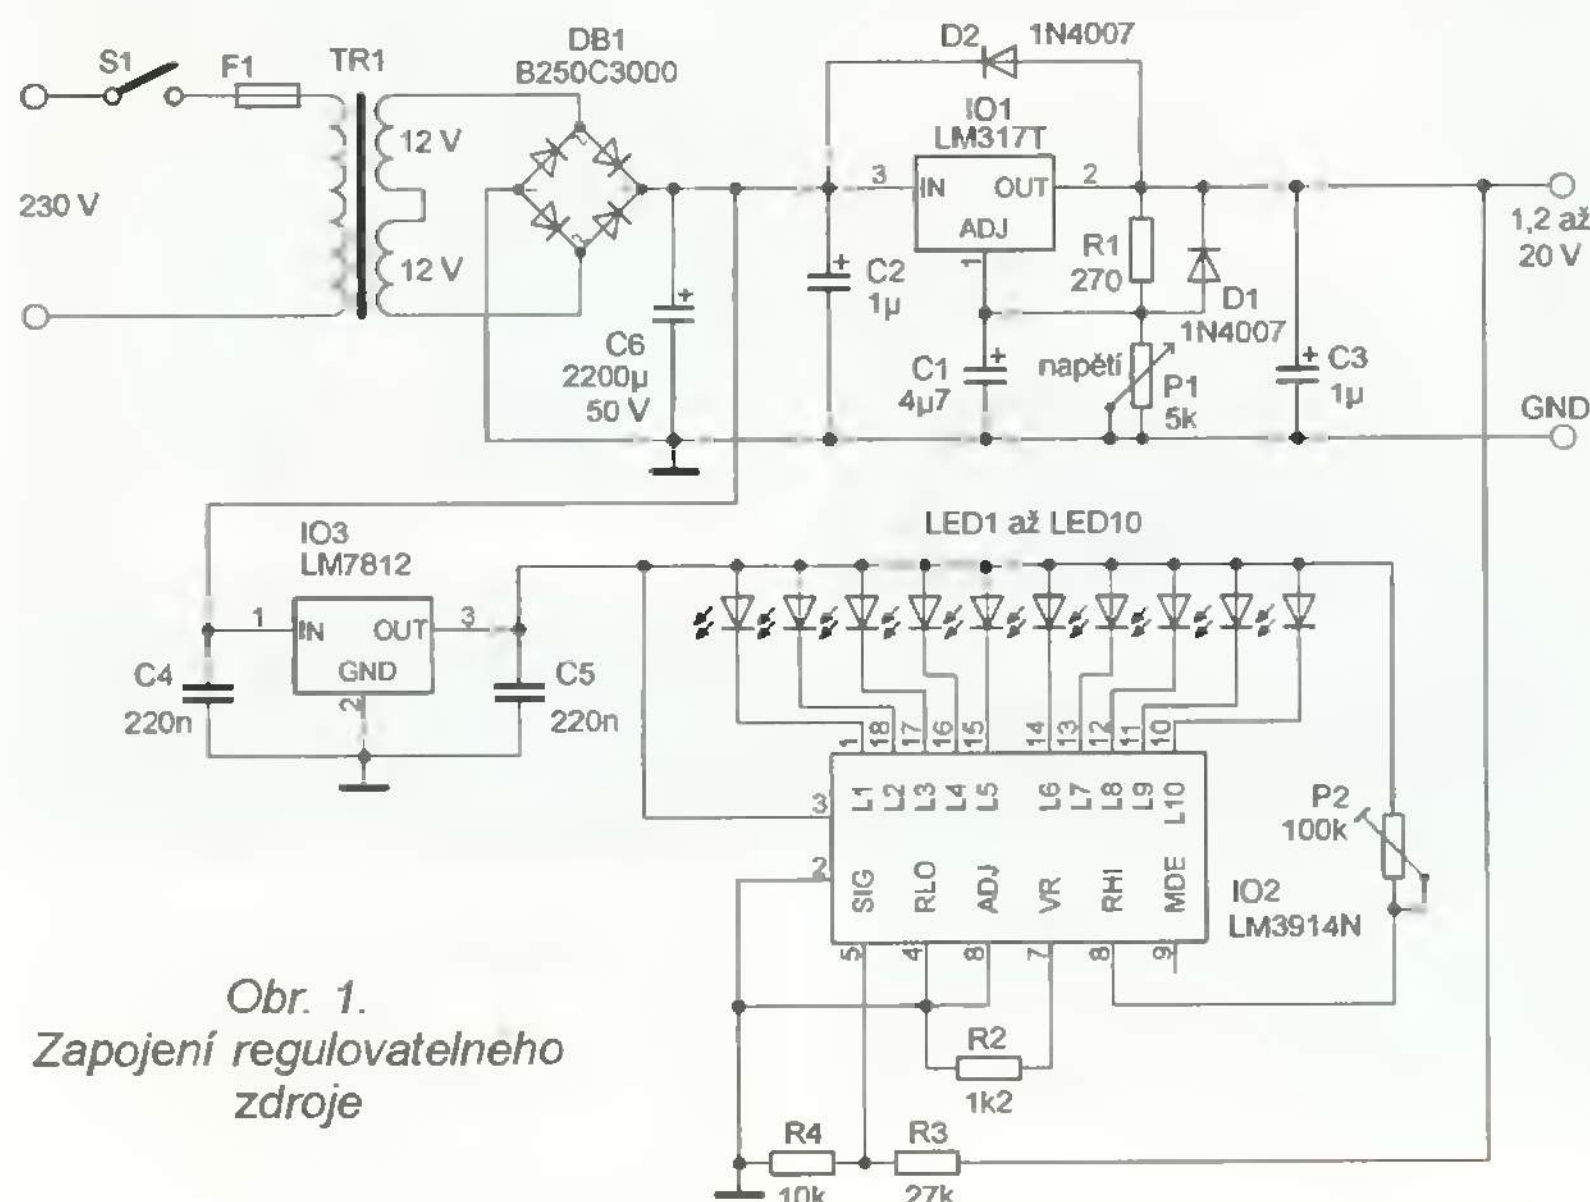 S1
F1
TR1
230 V
12 V
12 V
DB1
B250C3000
C6
2200µ
50 V
+
D2
1N4007
IO1
LM317T
3
IN
OUT
2
ADJ
1
+
C2
1µ
R1
270
D1
1N4007
+
C1
4µ7
napětí
P1
5k
+
C3
1µ
1,2 až
20 V
GND
IO3
LM7812
1
IN
OUT
3
GND
2
C4
220n
C5
220n
LED1 až LED10
1 18 17 16 15 14 13 12 11 10
L1 L2 L3 L4 L5 L6 L7 L8 L9 L10
3
2
SIG RLO ADJ VR RHI MDE
5 4 8 7 8 9
IO2
LM3914N
P2
100k
R2
1k2
R4
10k
R3
27k
Obr. 1.
Zapojení regulovatelneho
zdroje